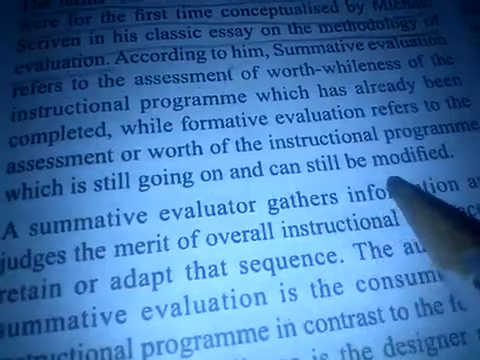 were for the first time conceptualised by Michael
Scriven in his classic essay on the methodology of
evaluation. According to him, Summative evaluation
refers to the assessment of worth-whileness of the
instructional programme which has already been
completed, while formative evaluation refers to the
assessment or worth of the instructional programme
which is still going on and can still be modified.
A summative evaluator gathers information
judges the merit of overall instructional
retain or adapt that sequence. The
summative evaluation is the
instructional programme in contrast to the
is the designer